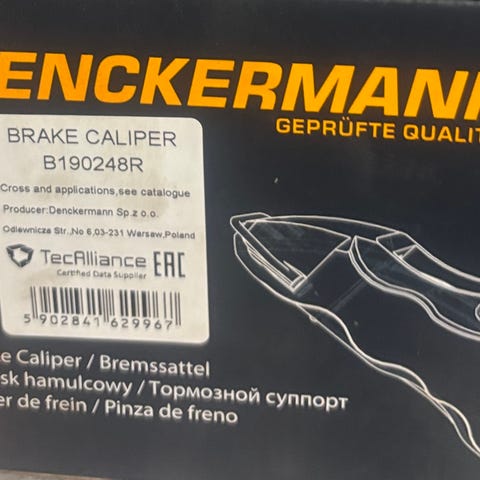 ENCKERMANN
GEPRÜFTE QUALIT
BRAKE CALIPER
B190248R
Cross and applications,see catalogue
Producer:Denckermann Sp.z o.o.
Odlewnicza Str.,No 6,03-231 Warsaw,Poland
TecAlliance EAC
Certified Data Supplier
5 902841 629967
e Caliper / Bremssattel
sk hamulcowy / Тормозной суппорт
er de frein / Pinza de freno